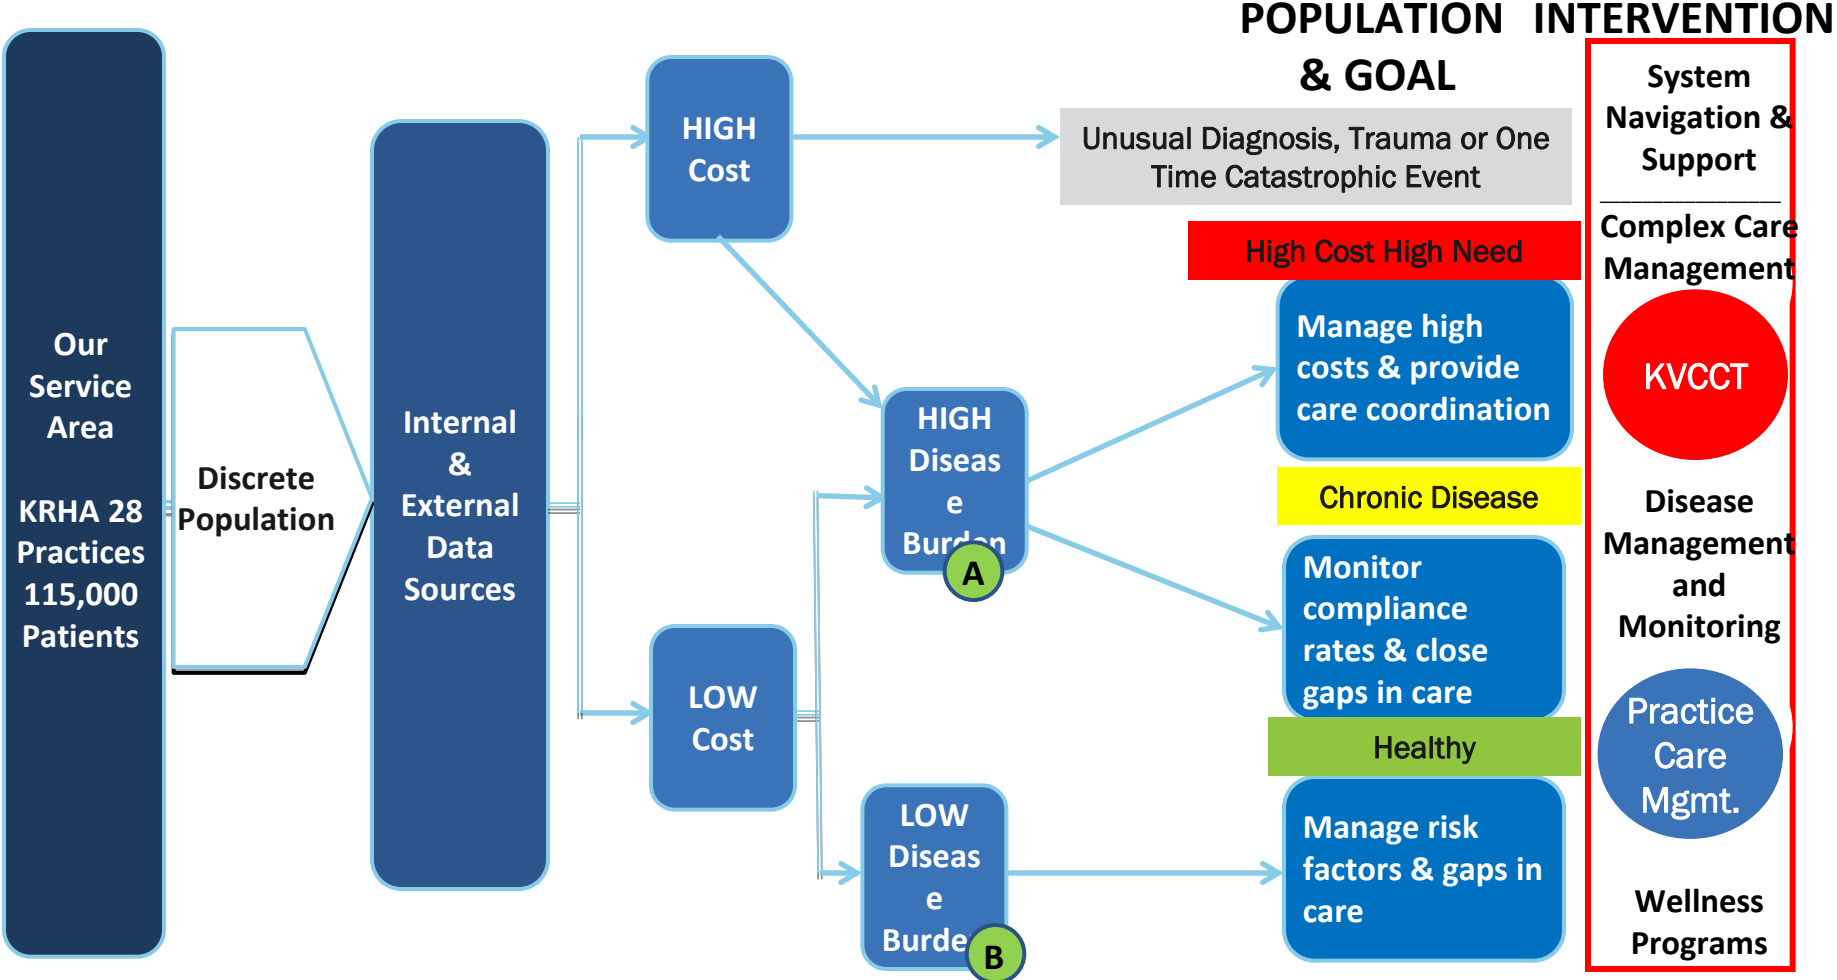 POPULATION
& GOAL
INTERVENTION
Our
Service
Area
KRHA 28
Practices
115,000
Patients
Discrete
Population
Internal
&
External
Data
Sources
HIGH
Cost
LOW
Cost
HIGH
Diseas
e
Burden
A
LOW
Diseas
e
Burde
B
Unusual Diagnosis, Trauma or One
Time Catastrophic Event
High Cost High Need
Manage high
costs & provide
care coordination
Chronic Disease
Monitor
compliance
rates & close
gaps in care
Healthy
Manage risk
factors & gaps in
care
System
Navigation &
Support
Complex Care
Management
KVCCT
Disease
Management
and
Monitoring
Practice
Care
Mgmt.
Wellness
Programs